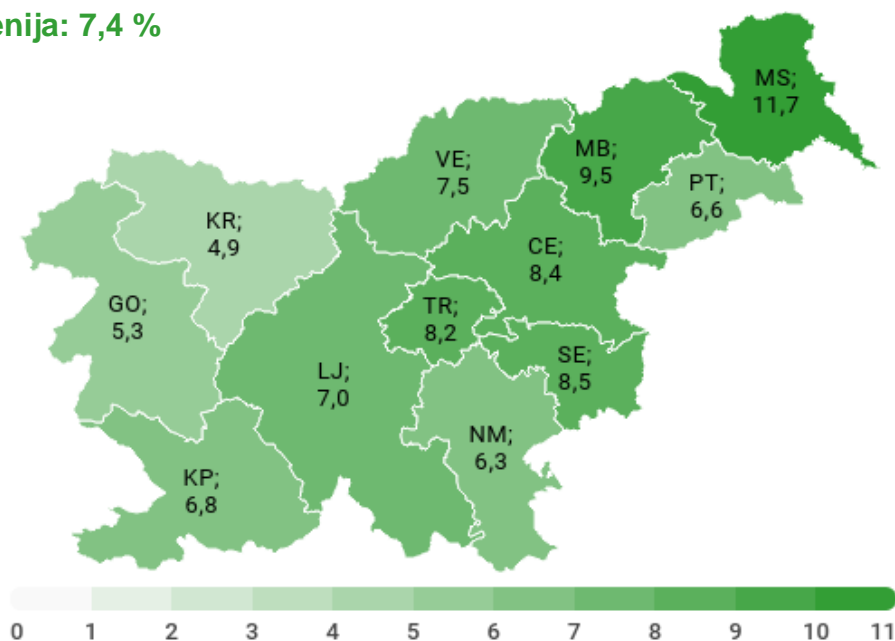 enija: 7,4 %
MS;
11,7
MB;
9,5
VE;
7,5
PT;
6,6
KR;
4,9
CE;
8,4
GO;
5,3
TR;
8,2
SE;
8,5
LJ;
7,0
NM;
6,3
KP;
6,8
0 1 2 3 4 5 6 7 8 9 10 11